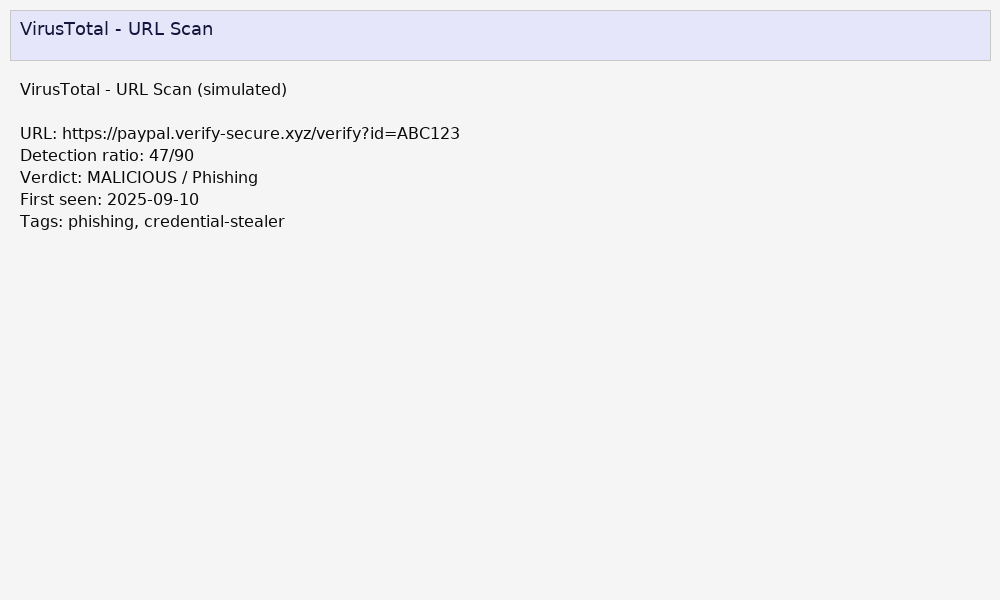 VirusTotal - URL Scan
VirusTotal - URL Scan (simulated)
URL: https://paypal.verify-secure.xyz/verify?id=ABC123
Detection ratio: 47/90
Verdict: MALICIOUS / Phishing
First seen: 2025-09-10
Tags: phishing, credential-stealer